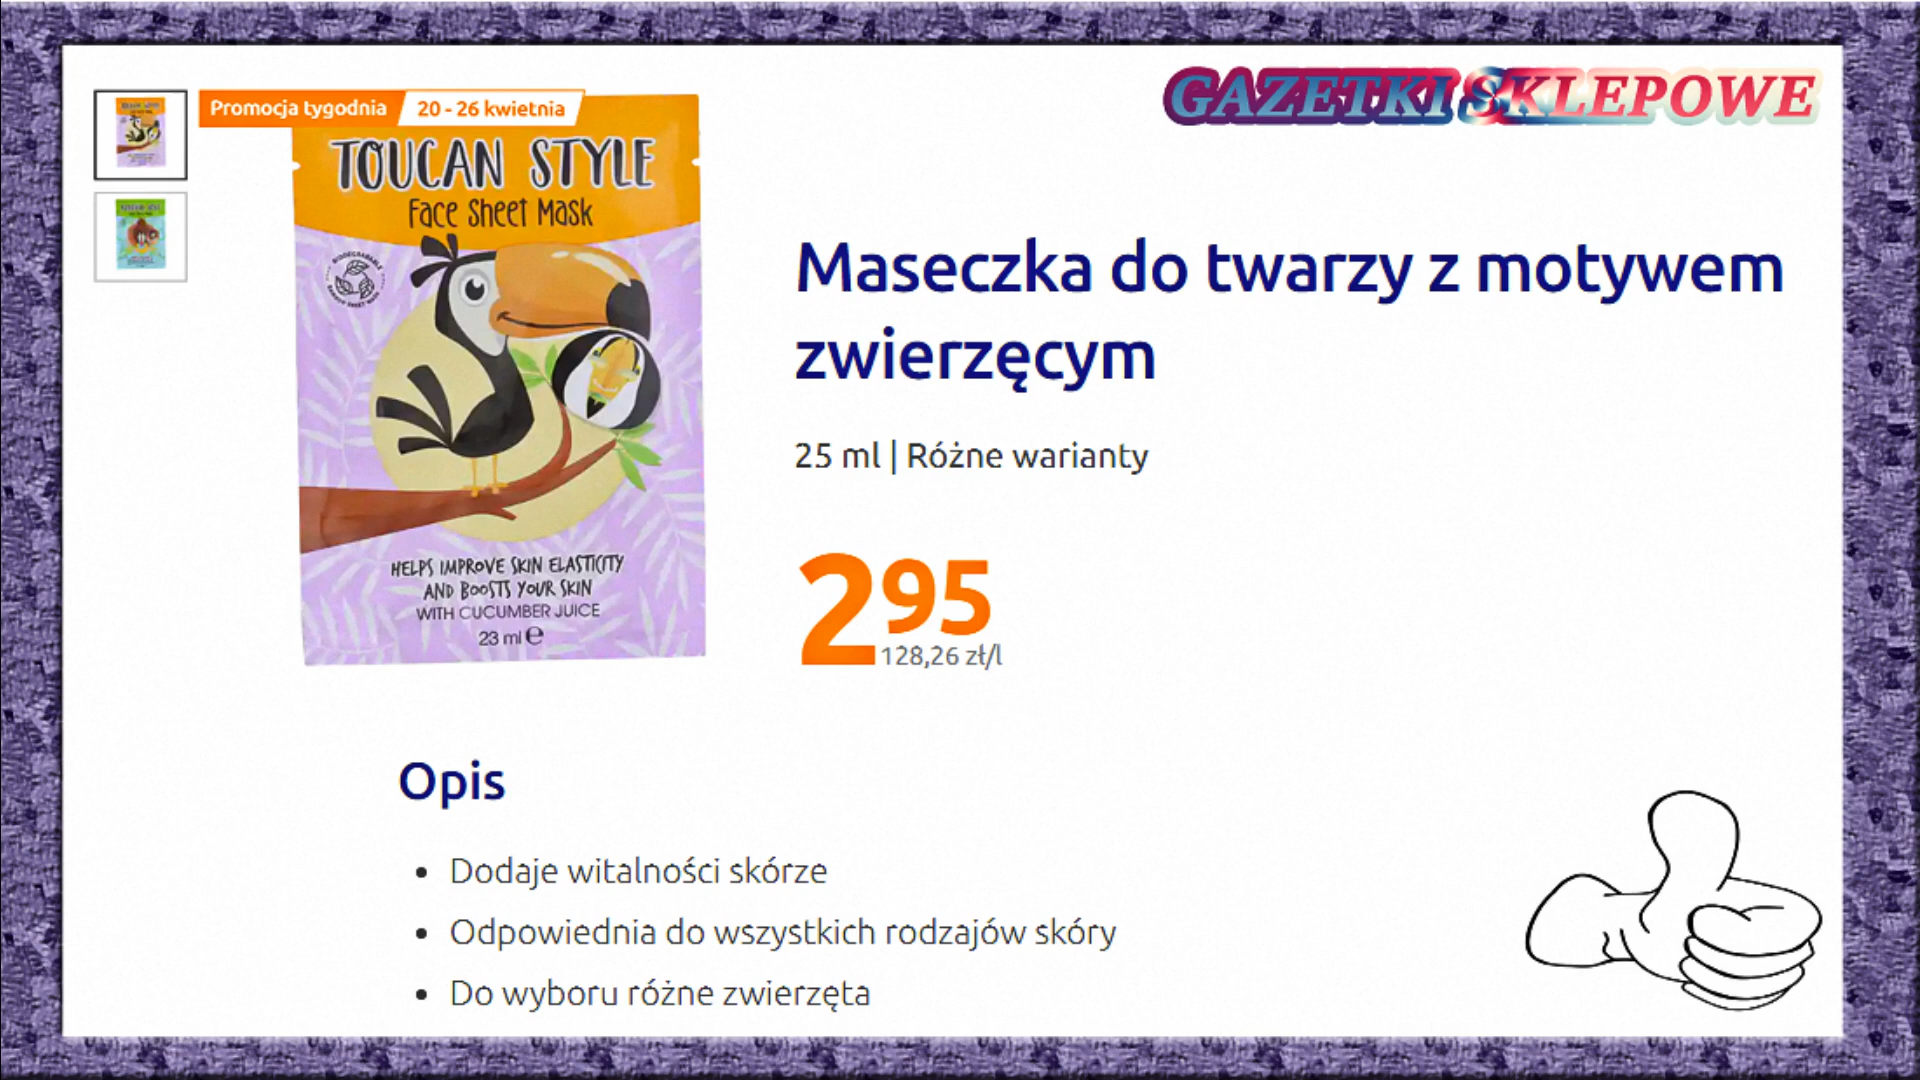 GAZETKI SKLEPOWE
Promocja tygodnia 20 - 26 kwietnia
TOUCAN STYLE
Face Sheet Mask
BIODEGRADABLE
HELPS IMPROVE SKIN ELASTICITY
AND BOOSTS YOUR SKIN
WITH CUCUMBER JUICE
23 ml e
Maseczka do twarzy z motywem
zwierzęcym
25 ml | Różne warianty
2 95
128,26 zł/l
Opis
• Dodaje witalności skórze
• Odpowiednia do wszystkich rodzajów skóry
• Do wyboru różne zwierzęta